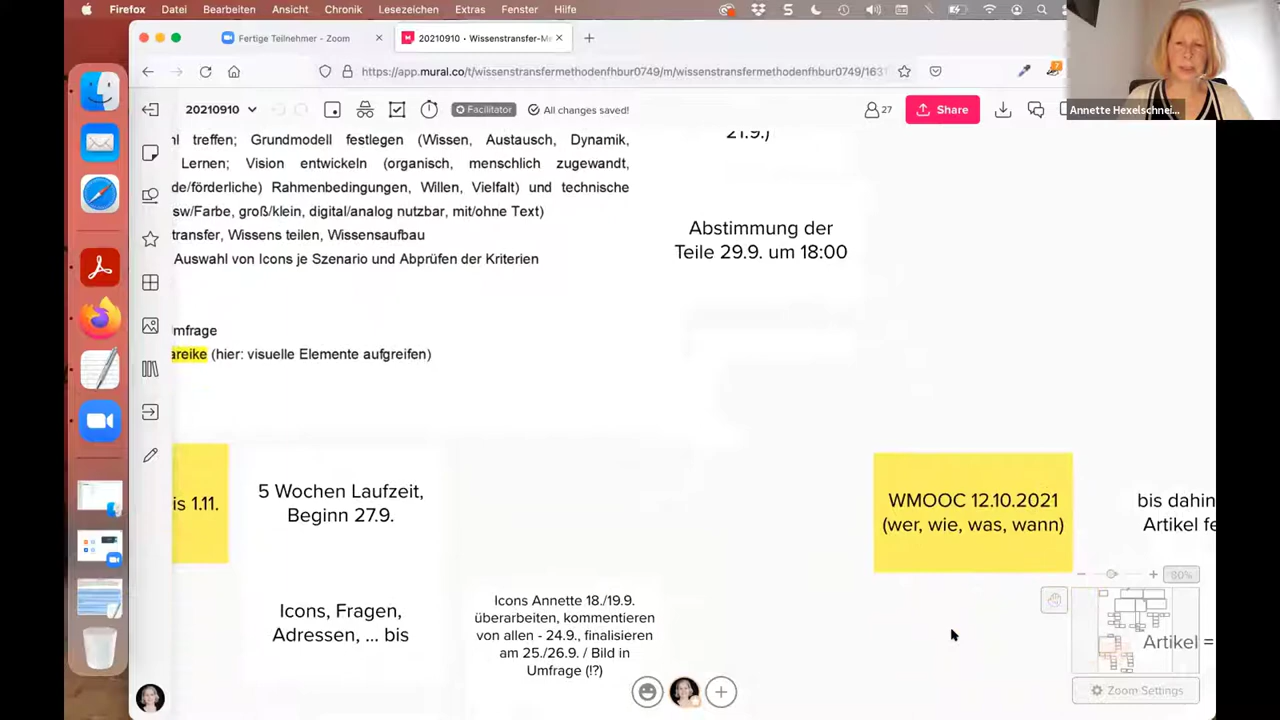 Firefox Datei Bearbeiten Ansicht Chronik Lesezeichen Extras Fenster Hilfe
Fertige Teilnehmer - Zoom
20210910 • Wissenstransfer-M
https://app.mural.co/t/wissenstransfermethodenfhbur0749/m/wissenstransfermethodenfhbur0749/163
7
Annette Hexelschnei...
20210910
Facilitator
All changes saved!
27
Share
hl treffen; Grundmodell festlegen (Wissen, Austausch, Dynamik,
Lernen; Vision entwickeln (organisch, menschlich zugewandt,
de/förderliche) Rahmenbedingungen, Willen, Vielfalt) und technische
sw/Farbe, groß/klein, digital/analog nutzbar, mit/ohne Text)
transfer, Wissens teilen, Wissensaufbau
Auswahl von Icons je Szenario und Abprüfen der Kriterien
mfrage
areike (hier: visuelle Elemente aufgreifen)
21.9.)
Abstimmung der
Teile 29.9. um 18:00
is 1.11.
5 Wochen Laufzeit,
Beginn 27.9.
WMOOC 12.10.2021
(wer, wie, was, wann)
bis dahin
Artikel fe
Icons, Fragen,
Adressen, ... bis
Icons Annette 18./19.9.
überarbeiten, kommentieren
von allen - 24.9., finalisieren
am 25./26.9. / Bild in
Umfrage (!?)
80%
Artikel =
Zoom Settings